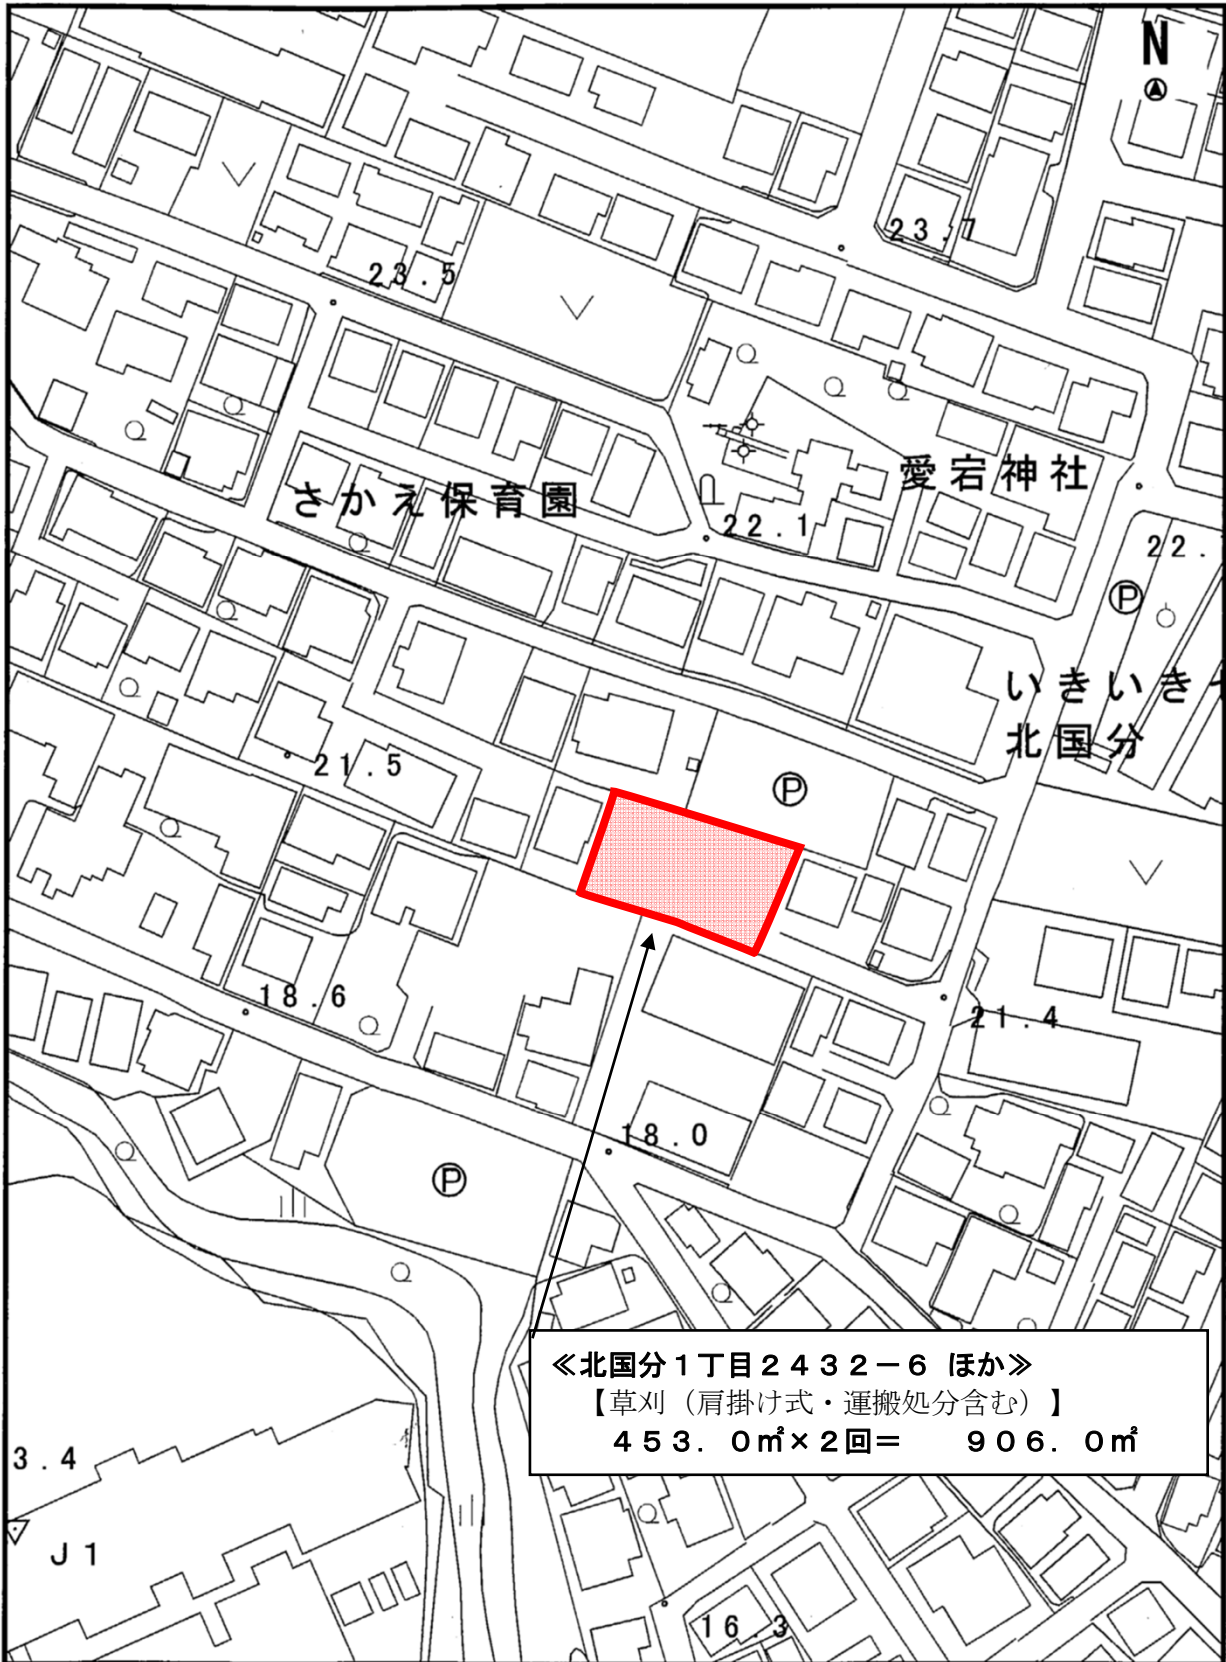 N
23.7
23.5
愛宕神社
さかえ保育園
22.1
22.
P
いきいき
北国分
21.5
P
18.6
21.4
18.0
P
≪北国分1丁目2432－6 ほか≫
【草刈（肩掛け式・運搬処分含む）】
453．0㎡×2回＝　906．0㎡
3.4
J1
16.3